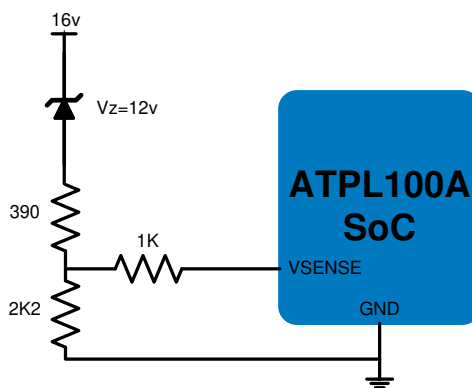 16v
Vz=12v
390
1K
2K2
ATPL100A
SoC
VSENSE
GND